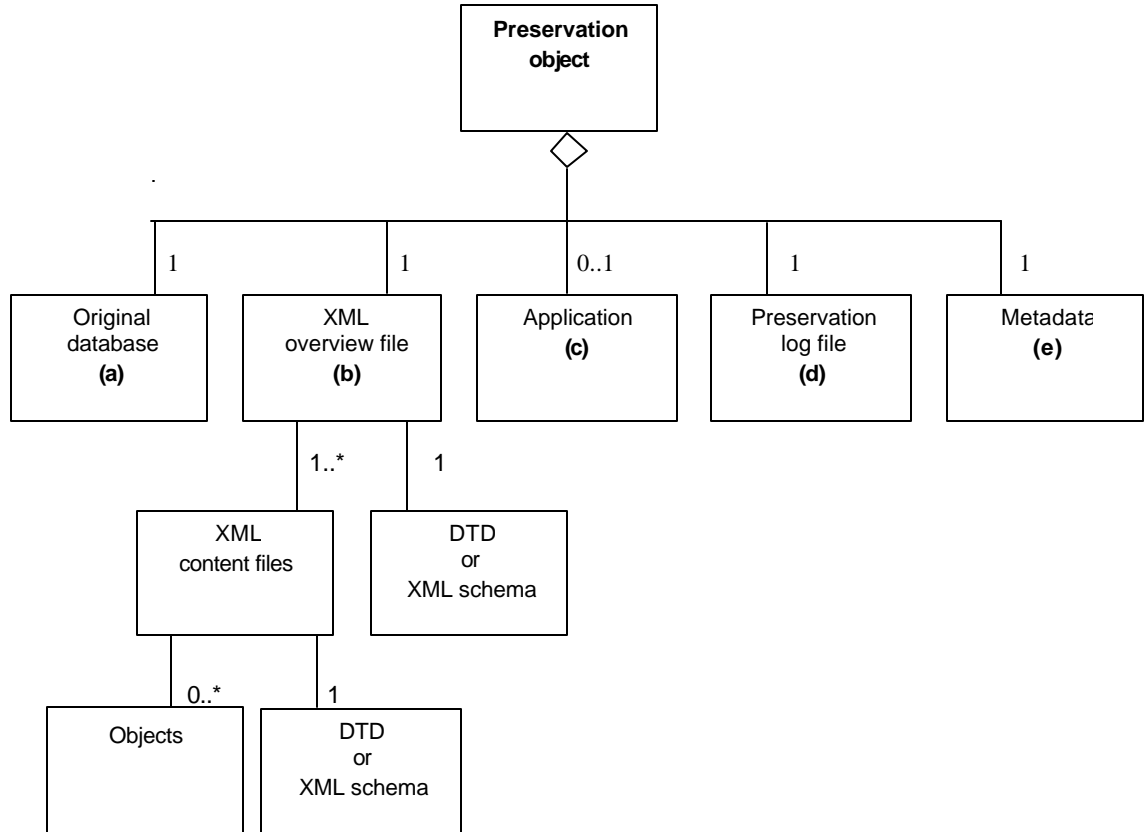 Preservation
object
.
1
1
0..1
1
1
Original
database
(a)
XML
overview file
(b)
Application
(c)
Preservation
log file
(d)
Metadata
(e)
1..*
1
XML
content files
DTD
or
XML schema
0..*
1
Objects
DTD
or
XML schema